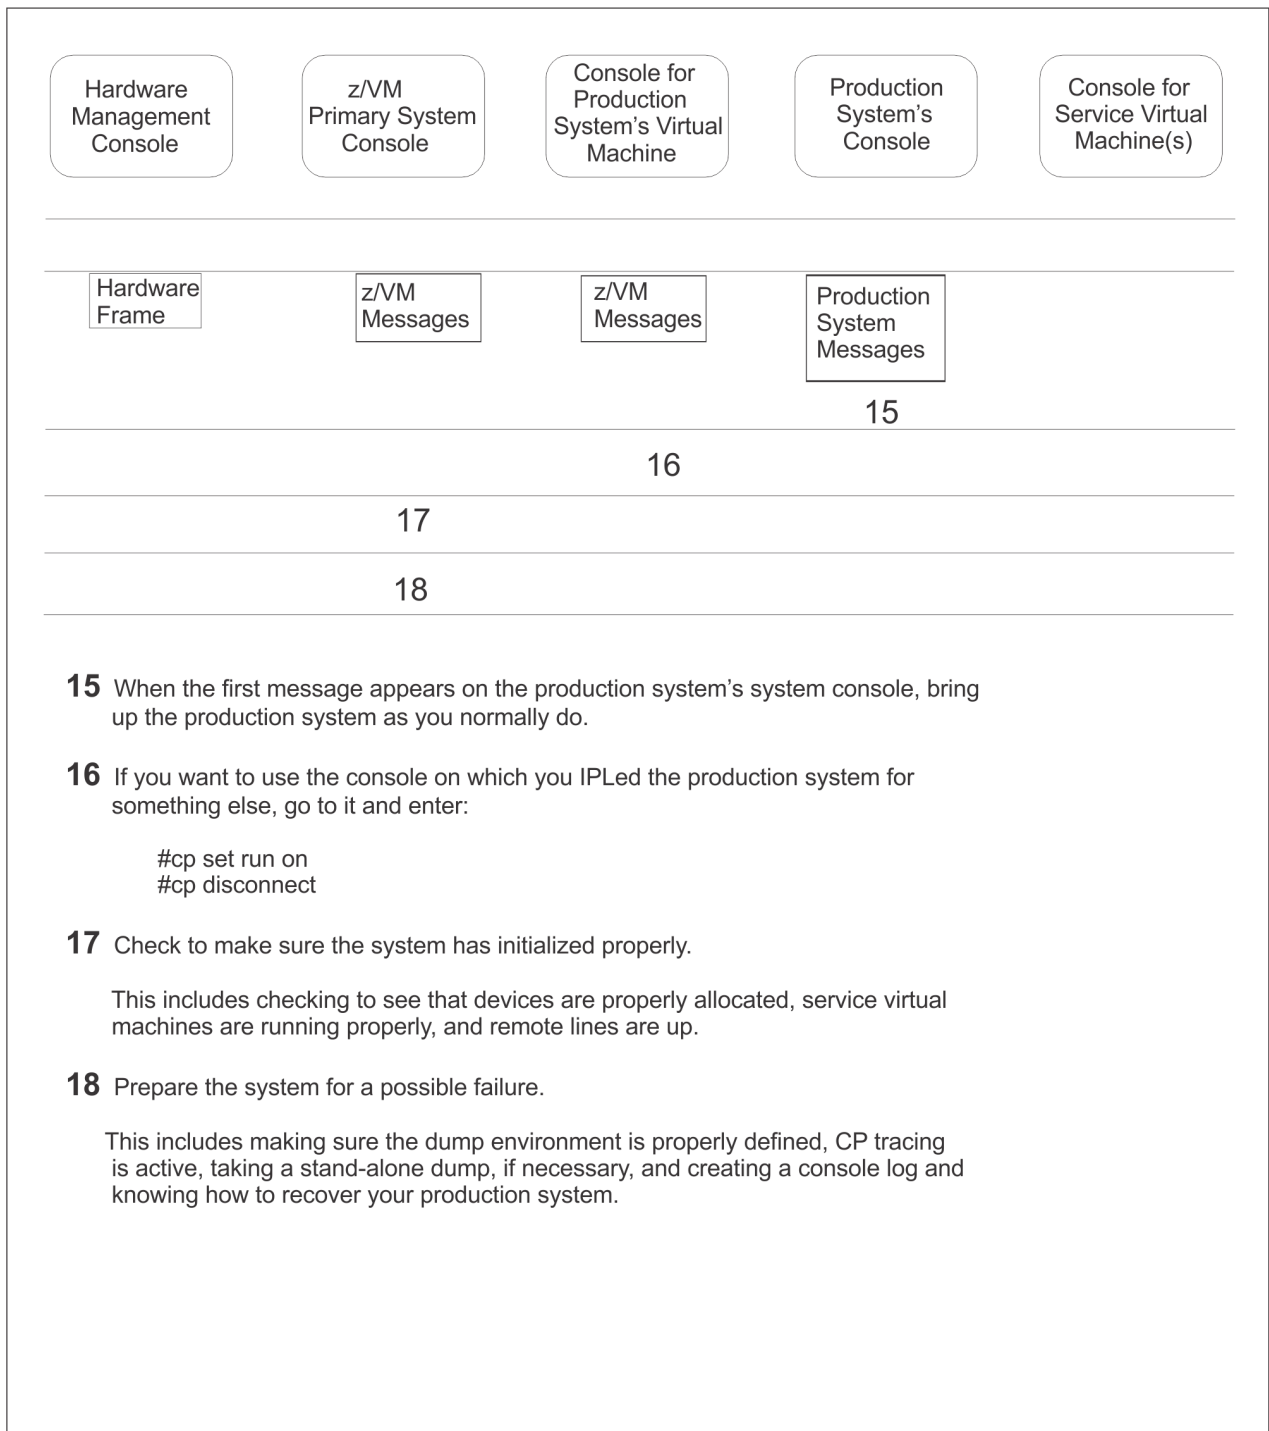 Hardware
Management
Console
z/VM
Primary System
Console
Console for
Production
System’s Virtual
Machine
Production
System’s
Console
Console for
Service Virtual
Machine(s)
Hardware
Frame
z/VM
Messages
z/VM
Messages
Production
System
Messages
15
16
17
18
15 When the first message appears on the production system’s system console, bring
up the production system as you normally do.
16 If you want to use the console on which you IPLed the production system for
something else, go to it and enter:
#cp set run on
#cp disconnect
17 Check to make sure the system has initialized properly.
This includes checking to see that devices are properly allocated, service virtual
machines are running properly, and remote lines are up.
18 Prepare the system for a possible failure.
This includes making sure the dump environment is properly defined, CP tracing
is active, taking a stand-alone dump, if necessary, and creating a console log and
knowing how to recover your production system.